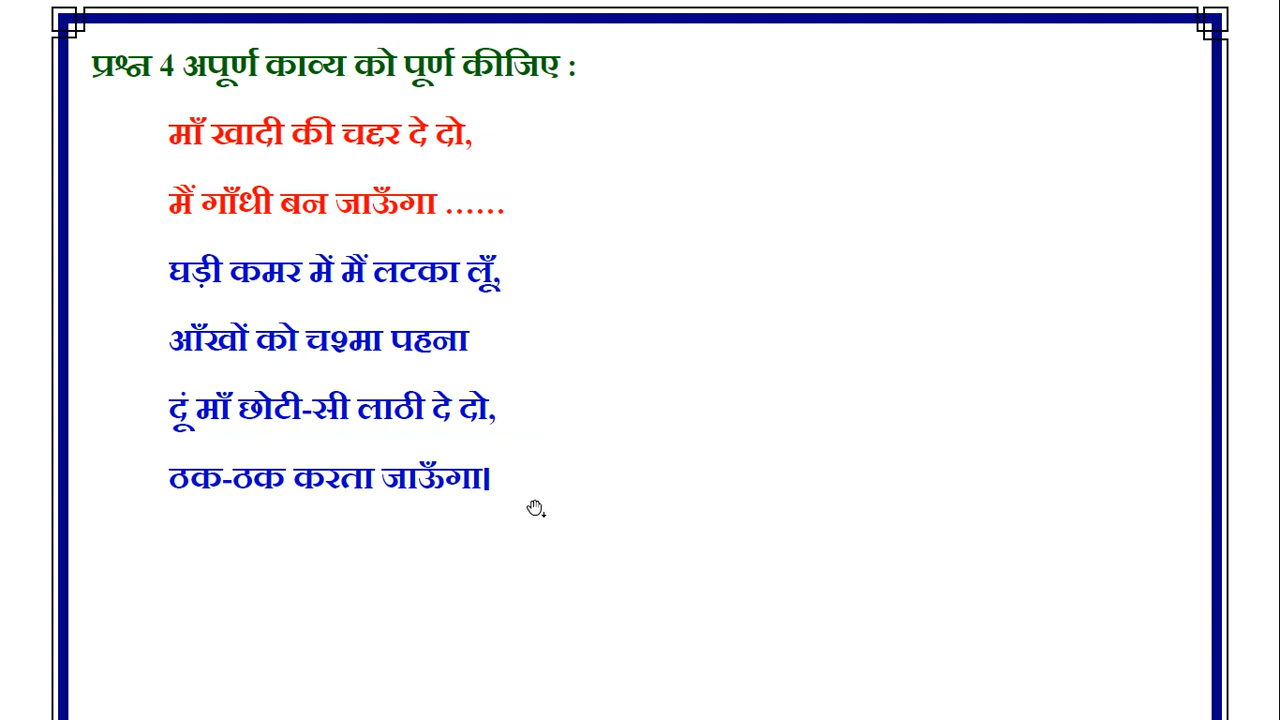 प्रश्न 4 अपूर्ण काव्य को पूर्ण कीजिए :
माँ खादी की चद्दर दे दो,
मैं गाँधी बन जाऊँगा ......
घड़ी कमर में मैं लटका लूँ,
आँखों को चश्मा पहना
दूं माँ छोटी-सी लाठी दे दो,
ठक-ठक करता जाऊँगा।